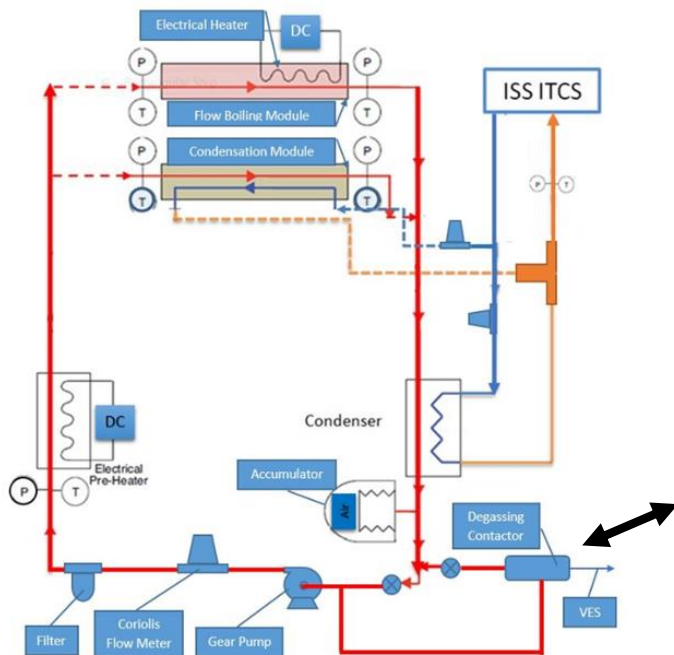 Electrical Heater
DC
P
P
T
T
Flow Boiling Module
ISS ITCS
P
Condensation Module
P
T
T
P
T
DC
Electrical
Pre-Heater
P
T
Condenser
Accumulator
Air
Degassing
Contactor
VES
Filter
Coriolis
Flow Meter
Gear Pump